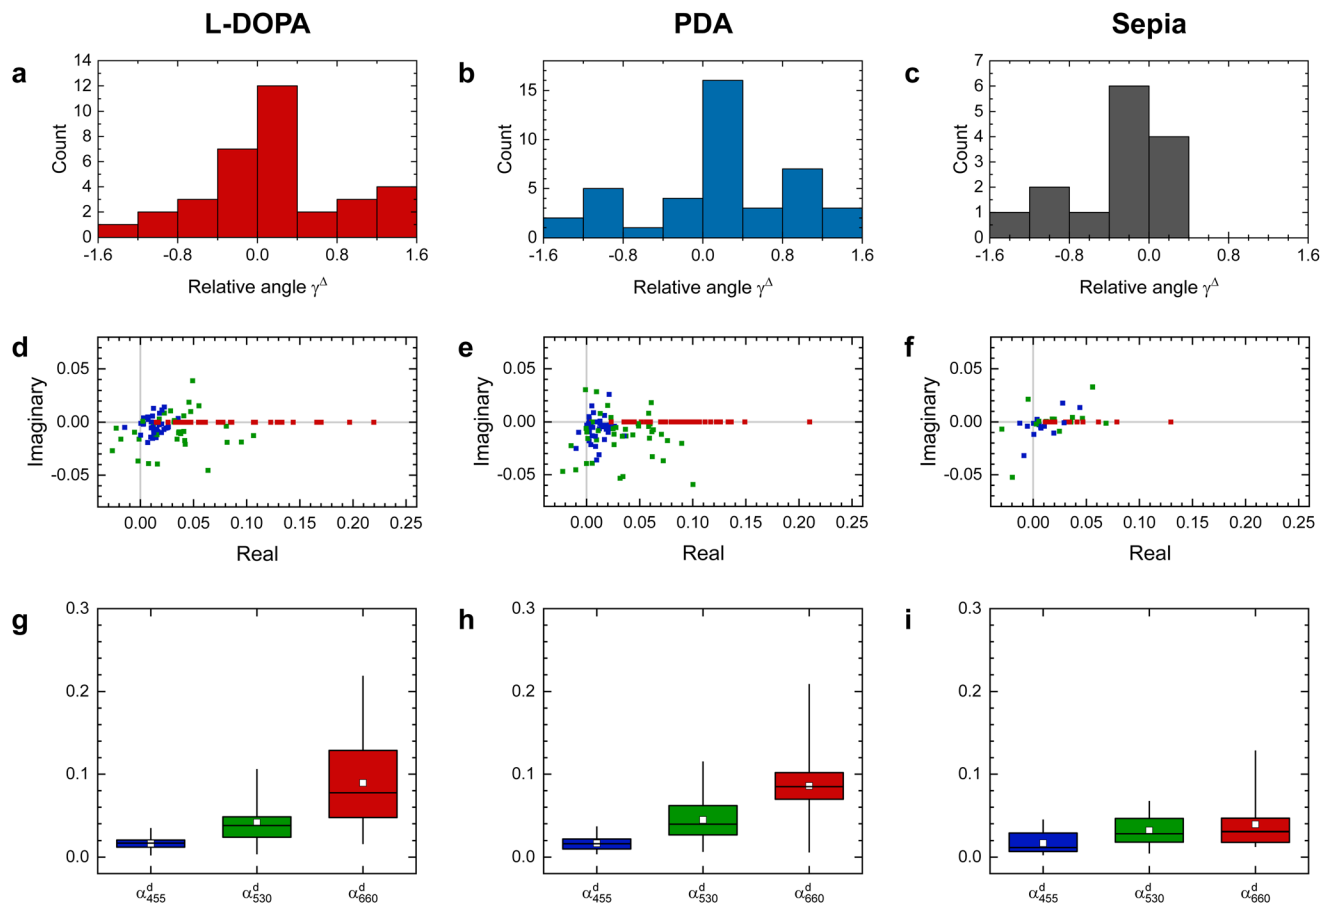 L-DOPA PDA Sepia
a b c
14
12
10
8
6
4
2
0
Count
-1.6 -0.8 0.0 0.8 1.6
Relative angle γ^Δ
15
10
5
0
Count
-1.6 -0.8 0.0 0.8 1.6
Relative angle γ^Δ
7
6
5
4
3
2
1
0
Count
-1.6 -0.8 0.0 0.8 1.6
Relative angle γ^Δ
d e f
0.05
0.00
-0.05
Imaginary
0.00 0.05 0.10 0.15 0.20 0.25
Real
0.05
0.00
-0.05
Imaginary
0.00 0.05 0.10 0.15 0.20 0.25
Real
0.05
0.00
-0.05
Imaginary
0.00 0.05 0.10 0.15 0.20 0.25
Real
g h i
0.3
0.2
0.1
0.0
α^d_455 α^d_530 α^d_660
0.3
0.2
0.1
0.0
α^d_455 α^d_530 α^d_660
0.3
0.2
0.1
0.0
α^d_455 α^d_530 α^d_660